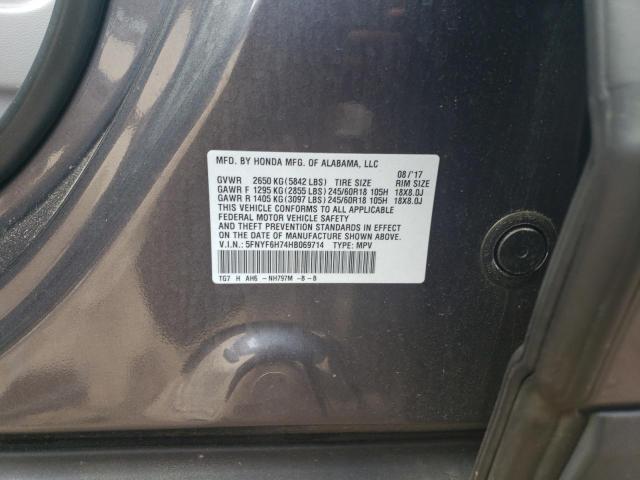 MFD. BY HONDA MFG. OF ALABAMA, LLC 08/'17
GVWR 2650 KG(5842 LBS) TIRE SIZE RIM SIZE
GAWR F 1295 KG(2855 LBS) 245/60R18 105H 18X8.0J
GAWR R 1405 KG(3097 LBS) 245/60R18 105H 18X8.0J
THIS VEHICLE CONFORMS TO ALL APPLICABLE
FEDERAL MOTOR VEHICLE SAFETY
AND THEFT PREVENTION STANDARDS IN EFFECT
ON THE DATE OF MANUFACTURE SHOWN ABOVE.
V.I.N.: 5FNYF6H74HB069714 TYPE: MPV
TG7 H AH6 - NH797M -8-8